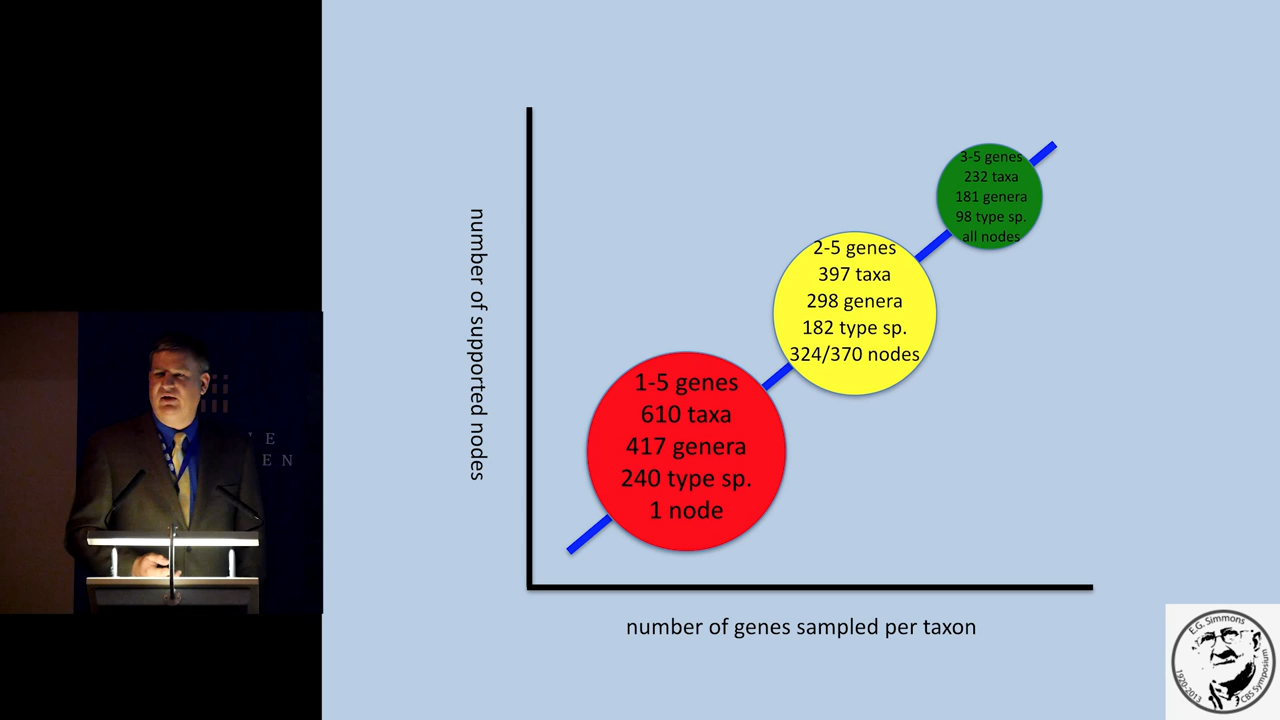 number of supported nodes
3-5 genes
232 taxa
181 genera
98 type sp.
all nodes
2-5 genes
397 taxa
298 genera
182 type sp.
324/370 nodes
1-5 genes
610 taxa
417 genera
240 type sp.
1 node
number of genes sampled per taxon
E
E N
E.G. Simmons
1920-2013
CBS Symposium